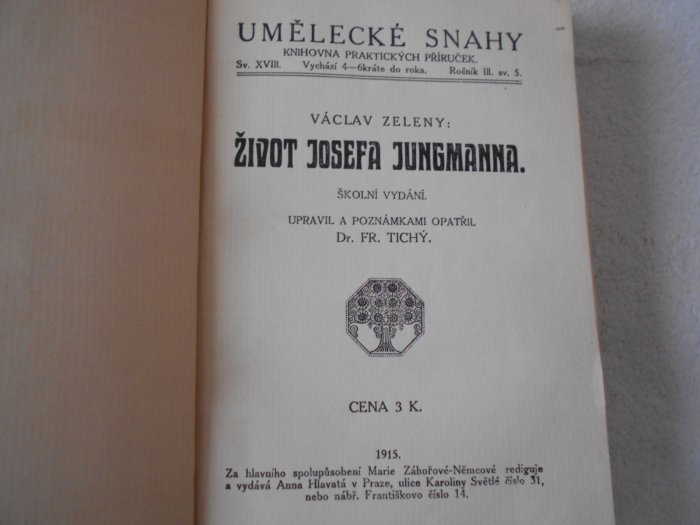 UMĚLECKÉ SNAHY
KNIHOVNA PRAKTICKÝCH PŘÍRUČEK.
Sv. XVIII. Vychází 4—6kráte do roka. Ročník III. sv. 5.
VÁCLAV ZELENY:
ŽIVOT JOSEFA JUNGMANNA.
ŠKOLNÍ VYDÁNÍ.
UPRAVIL A POZNÁMKAMI OPATŘIL
Dr. FR. TICHÝ.
CENA 3 K.
1915.
Za hlavního spolupůsobení Marie Záhořové-Němcové rediguje
a vydává Anna Hlavatá v Praze, ulice Karoliny Světlé číslo 31,
nebo nábř. Františkovo číslo 14.